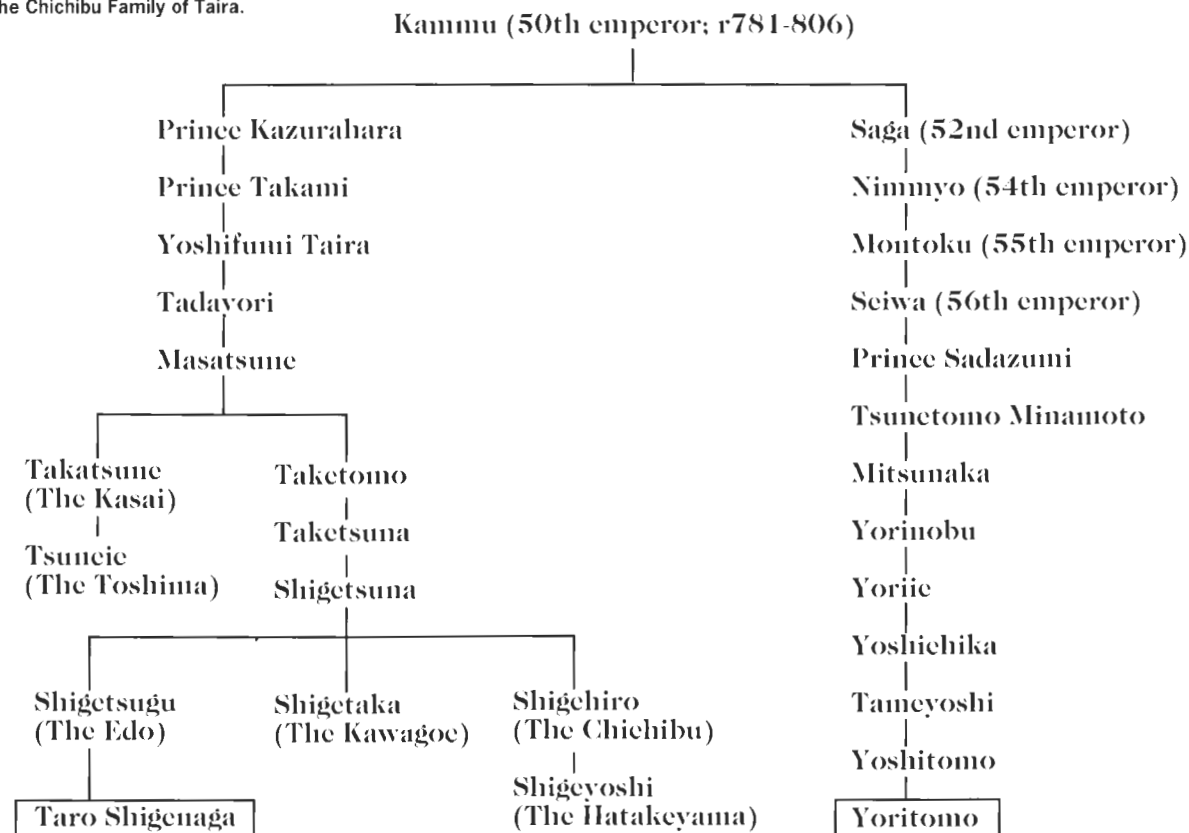 he Chichibu Family of Taira.
Kammu (50th emperor; r781-806)
Prince Kazurahara
Prince Takami
Yoshifumi Taira
Tadayori
Masatsune
Takatsune
(The Kasai)
Tsuneie
(The Toshima)
Taketomo
Taketsuna
Shigetsuna
Shigetsugu
(The Edo)
Taro Shigenaga
Shigetaka
(The Kawagoe)
Shigehiro
(The Chichibu)
Shigeyoshi
(The Hatakeyama)
Saga (52nd emperor)
Nimmyo (54th emperor)
Montoku (55th emperor)
Seiwa (56th emperor)
Prince Sadazumi
Tsunetomo Minamoto
Mitsunaka
Yorinobu
Yoriie
Yoshichika
Tameyoshi
Yoshitomo
Yoritomo